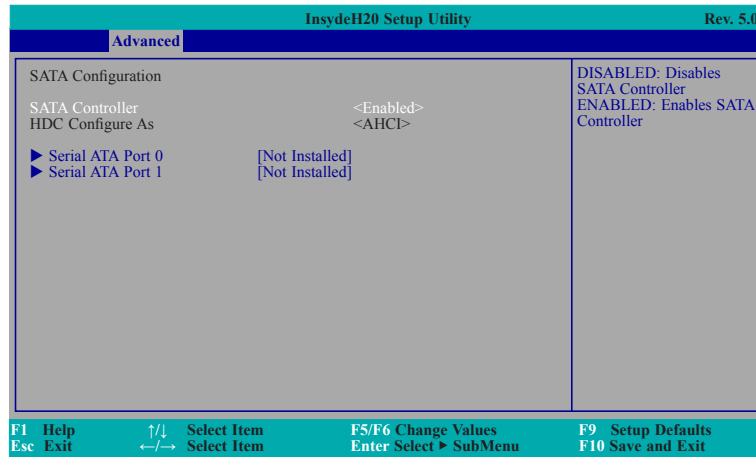 InsydeH20 Setup Utility Rev. 5.0
Advanced
SATA Configuration
SATA Controller <Enabled>
HDC Configure As <AHCI>
▶ Serial ATA Port 0 [Not Installed]
▶ Serial ATA Port 1 [Not Installed]
DISABLED: Disables
SATA Controller
ENABLED: Enables SATA
Controller
F1 Help ↑/↓ Select Item F5/F6 Change Values F9 Setup Defaults
Esc Exit ←/→ Select Item Enter Select ▶ SubMenu F10 Save and Exit